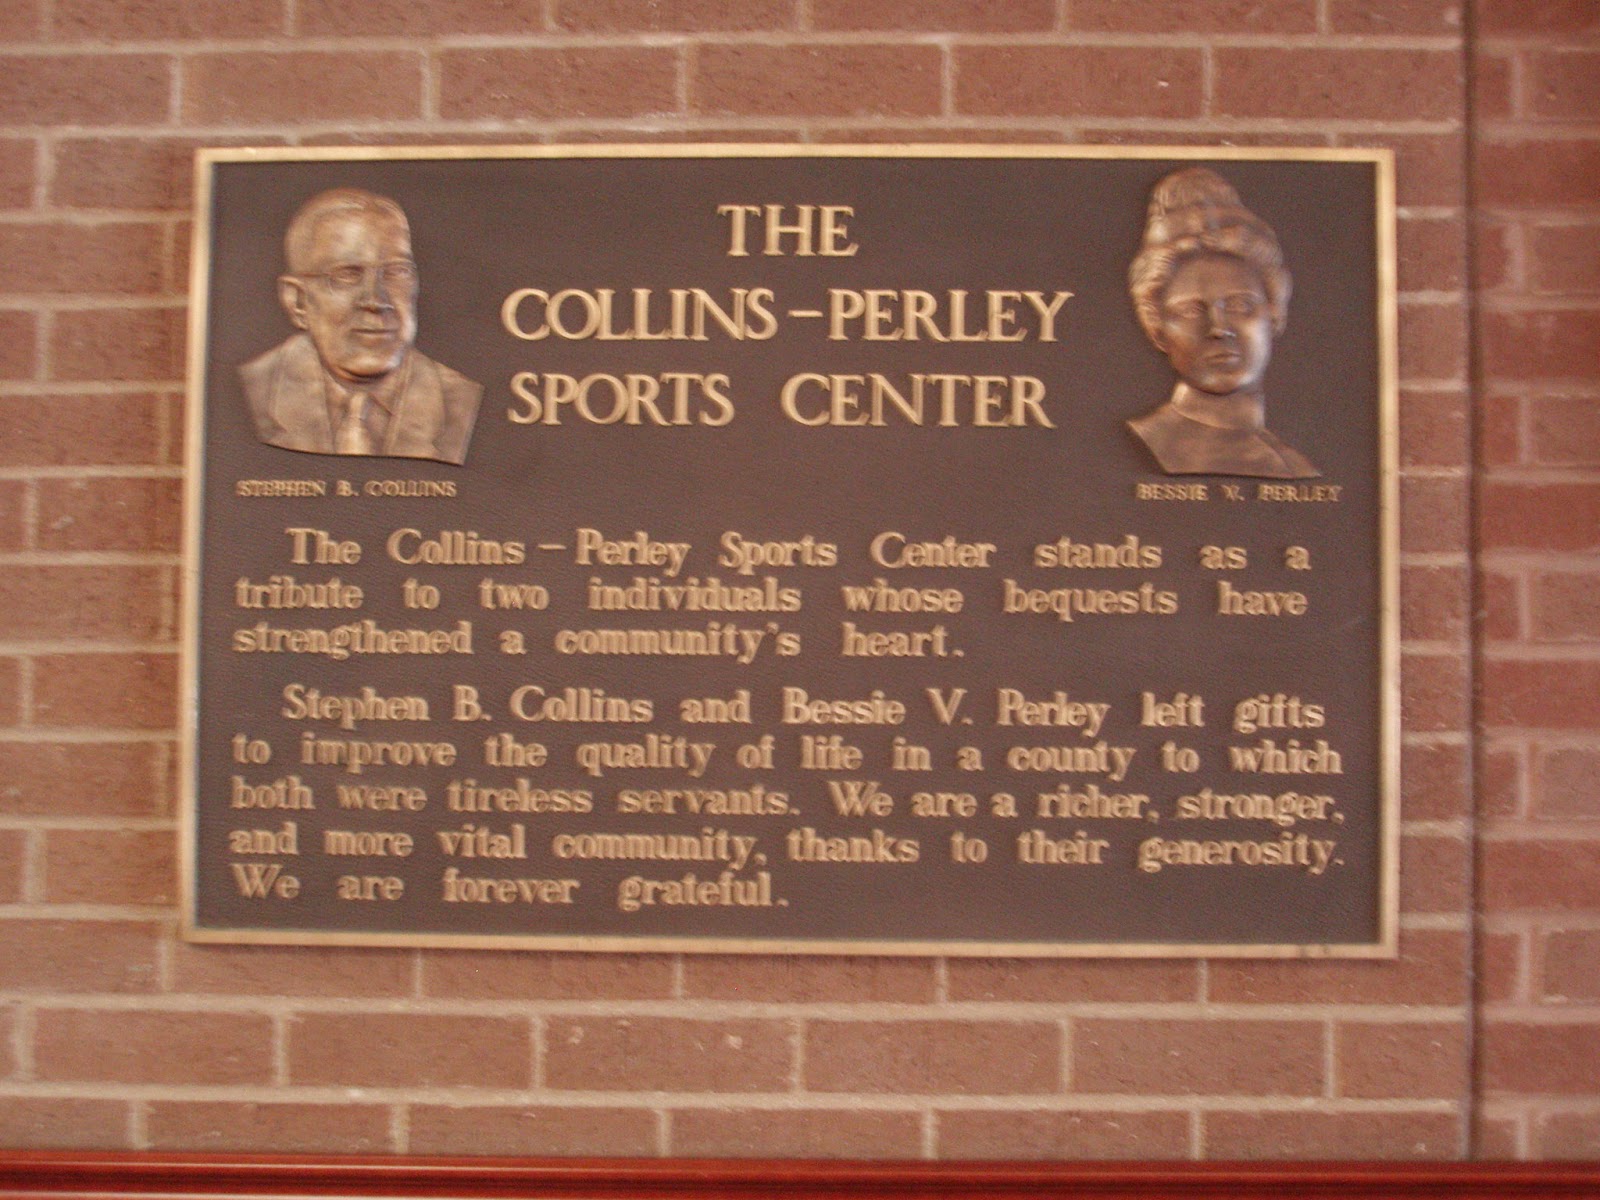 THE
COLLINS-PERLEY
SPORTS CENTER
STEPHEN B. COLLINS
BESSIE V. PERLEY
The Collins-Perley Sports Center stands as a
tribute to two individuals whose bequests have
strengthened a community's heart.
Stephen B. Collins and Bessie V. Perley left gifts
to improve the quality of life in a county to which
both were tireless servants. We are a richer, stronger,
and more vital community, thanks to their generosity.
We are forever grateful.